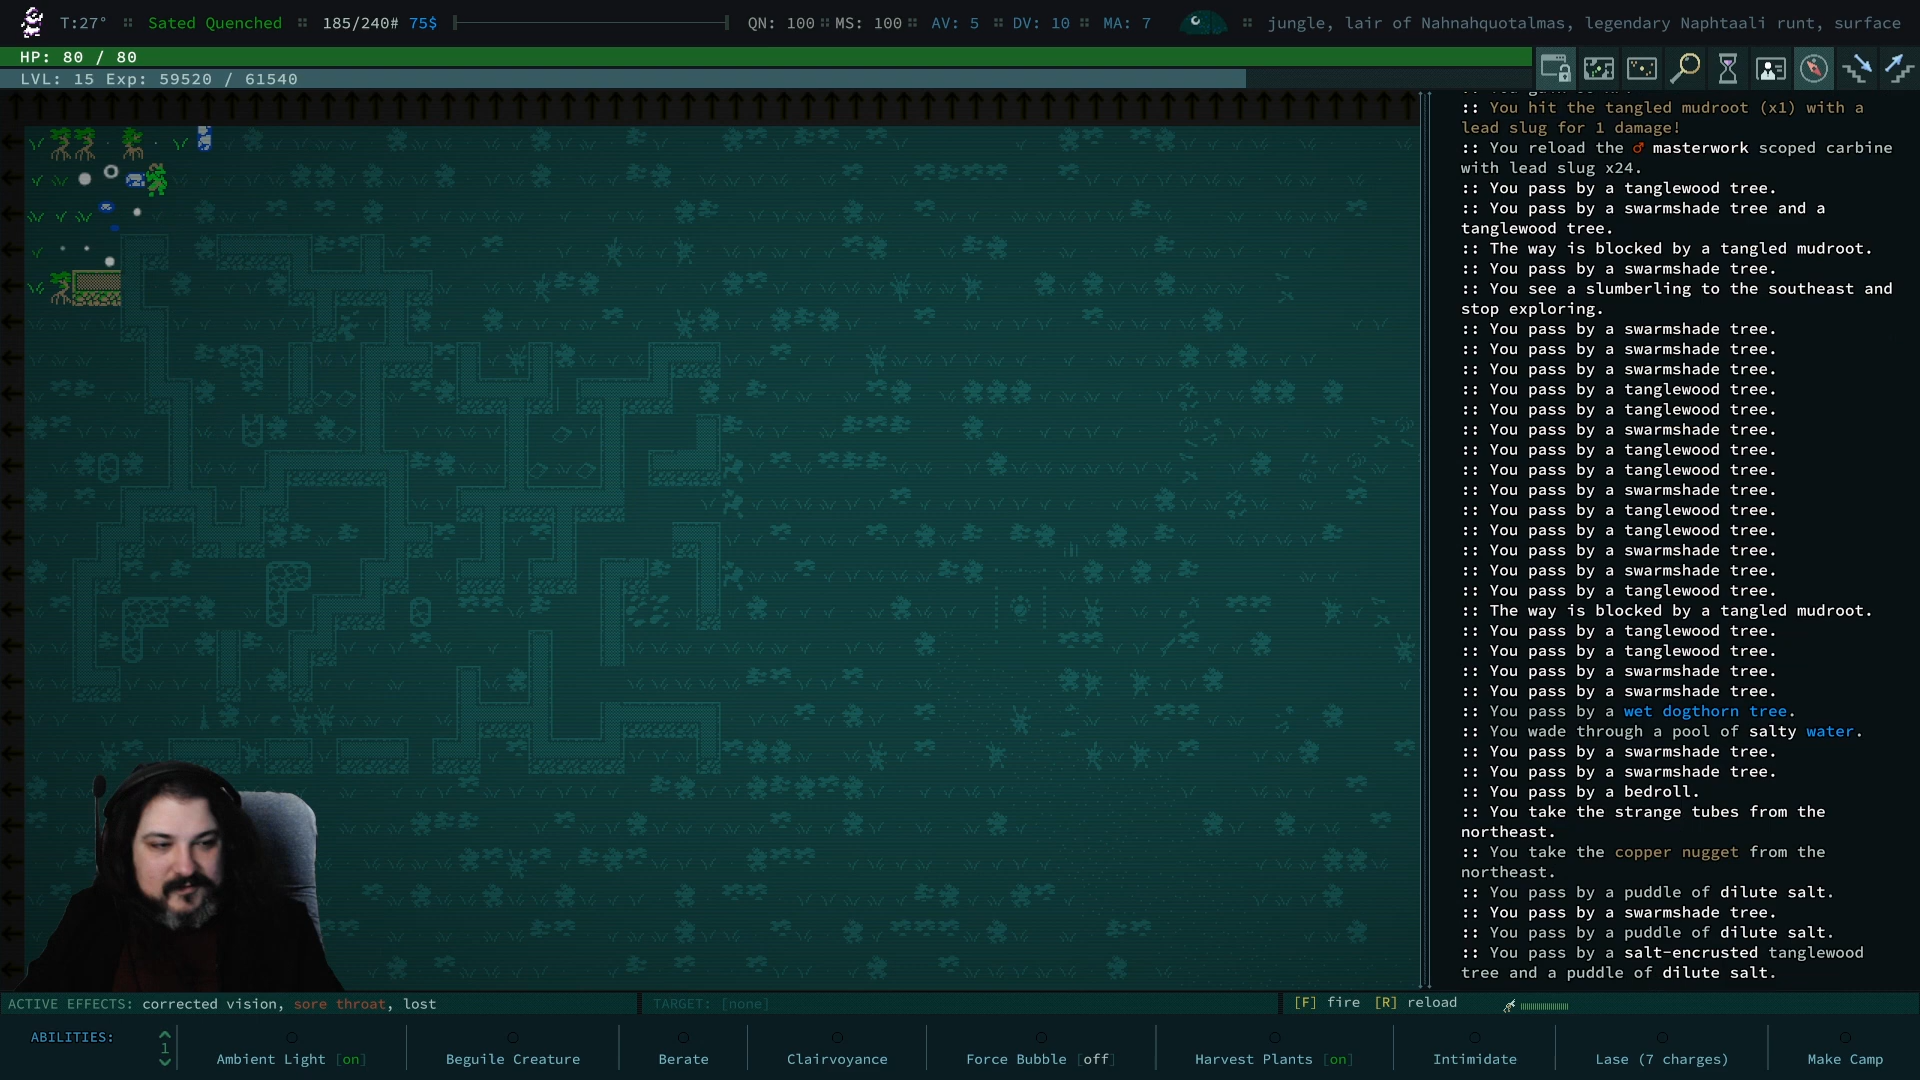 T:27° Sated Quenched 185/240# 75$ QN: 100 MS: 100 AV: 5 DV: 10 MA: 7 jungle, lair of Nahnahquotalmas, legendary Naphtaali runt, surface
HP: 80 / 80
LVL: 15 Exp: 59520 / 61540
:: You hit the tangled mudroot (x1) with a
lead slug for 1 damage!
:: You reload the ♂ masterwork scoped carbine
with lead slug x24.
:: You pass by a tanglewood tree.
:: You pass by a swarmshade tree and a
tanglewood tree.
:: The way is blocked by a tangled mudroot.
:: You pass by a swarmshade tree.
:: You see a slumberling to the southeast and
stop exploring.
:: You pass by a swarmshade tree.
:: You pass by a swarmshade tree.
:: You pass by a swarmshade tree.
:: You pass by a tanglewood tree.
:: You pass by a tanglewood tree.
:: You pass by a swarmshade tree.
:: You pass by a tanglewood tree.
:: You pass by a tanglewood tree.
:: You pass by a swarmshade tree.
:: You pass by a tanglewood tree.
:: You pass by a tanglewood tree.
:: You pass by a swarmshade tree.
:: You pass by a swarmshade tree.
:: You pass by a tanglewood tree.
:: The way is blocked by a tangled mudroot.
:: You pass by a tanglewood tree.
:: You pass by a tanglewood tree.
:: You pass by a swarmshade tree.
:: You pass by a swarmshade tree.
:: You pass by a wet dogthorn tree.
:: You wade through a pool of salty water.
:: You pass by a swarmshade tree.
:: You pass by a swarmshade tree.
:: You pass by a bedroll.
:: You take the strange tubes from the
northeast.
:: You take the copper nugget from the
northeast.
:: You pass by a puddle of dilute salt.
:: You pass by a swarmshade tree.
:: You pass by a puddle of dilute salt.
:: You pass by a salt-encrusted tanglewood
tree and a puddle of dilute salt.
ACTIVE EFFECTS: corrected vision, sore throat, lost TARGET: [none] [F] fire [R] reload
ABILITIES: 1 Ambient Light [on] Beguile Creature Berate Clairvoyance Force Bubble [off] Harvest Plants [on] Intimidate Lase (7 charges) Make Camp